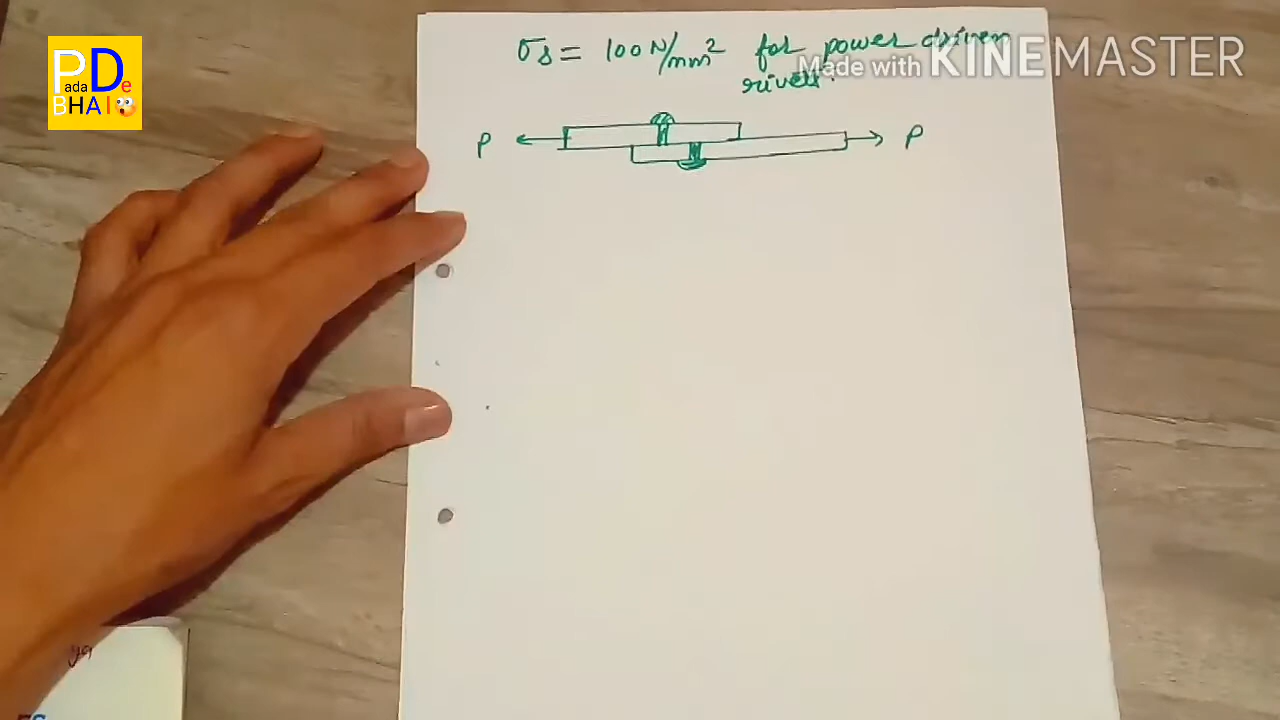 PadaDe
BHAI
σs = 100 N/mm² for power driven
rivets.
Made with KINEMASTER
P P